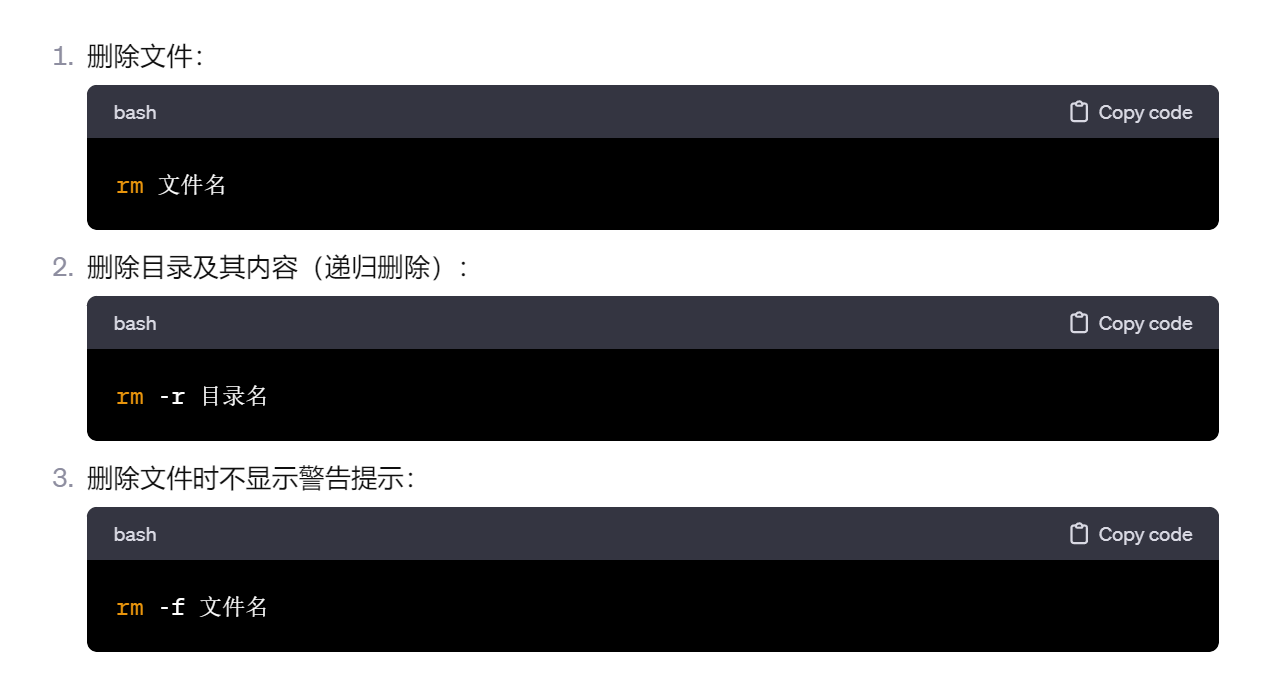 1. 删除文件：
bash Copy code
rm 文件名
2. 删除目录及其内容（递归删除）：
bash Copy code
rm -r 目录名
3. 删除文件时不显示警告提示：
bash Copy code
rm -f 文件名